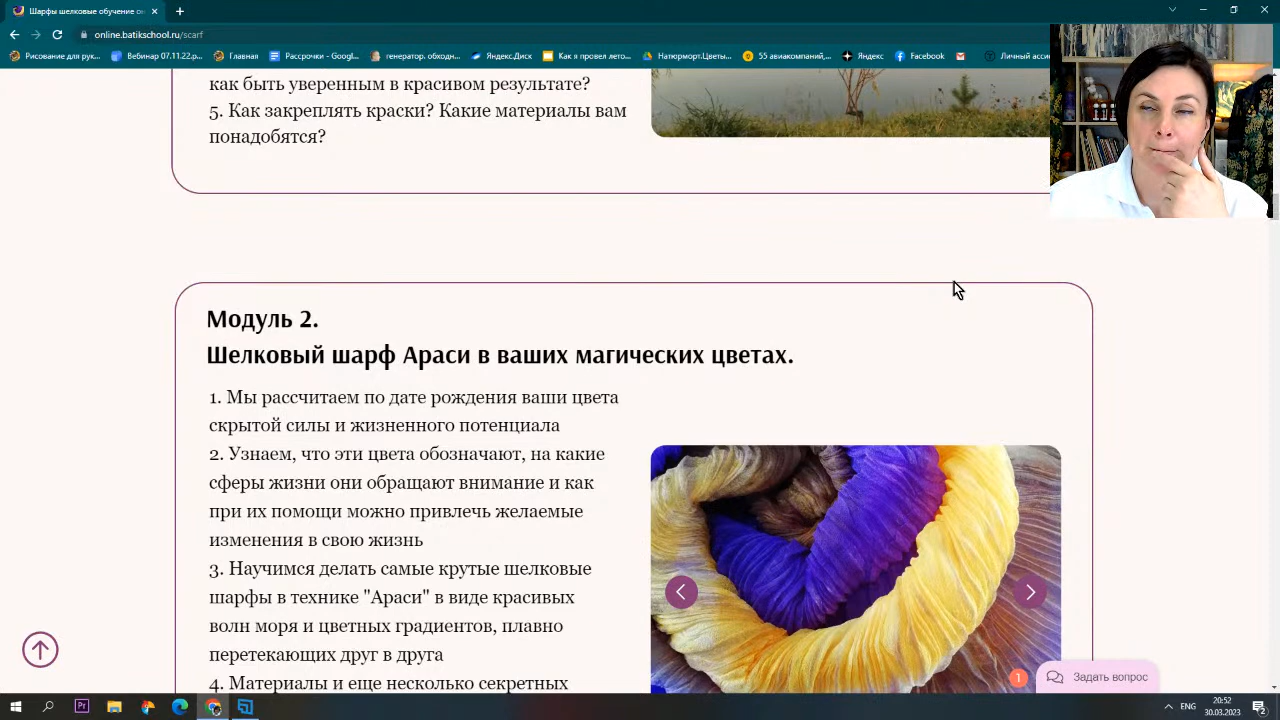 Шарфы шелковые обучение он
online.batikschool.ru/scarf
Рисование для рук...
Вебинар 07.11.22.р...
Главная
Рассрочки - Googl...
генератор. обходн...
Яндекс.Диск
Как я провел лето...
Натюрморт.Цветы...
55 авиакомпаний,...
Яндекс
Facebook
Личный асси
как быть уверенным в красивом результате?
5. Как закреплять краски? Какие материалы вам
понадобятся?
Модуль 2.
Шелковый шарф Араси в ваших магических цветах.
1. Мы рассчитаем по дате рождения ваши цвета
скрытой силы и жизненного потенциала
2. Узнаем, что эти цвета обозначают, на какие
сферы жизни они обращают внимание и как
при их помощи можно привлечь желаемые
изменения в свою жизнь
3. Научимся делать самые крутые шелковые
шарфы в технике "Араси" в виде красивых
волн моря и цветных градиентов, плавно
перетекающих друг в друга
4. Материалы и еще несколько секретных
1
Задать вопрос
Pr
ENG
20:52
30.03.2023
2